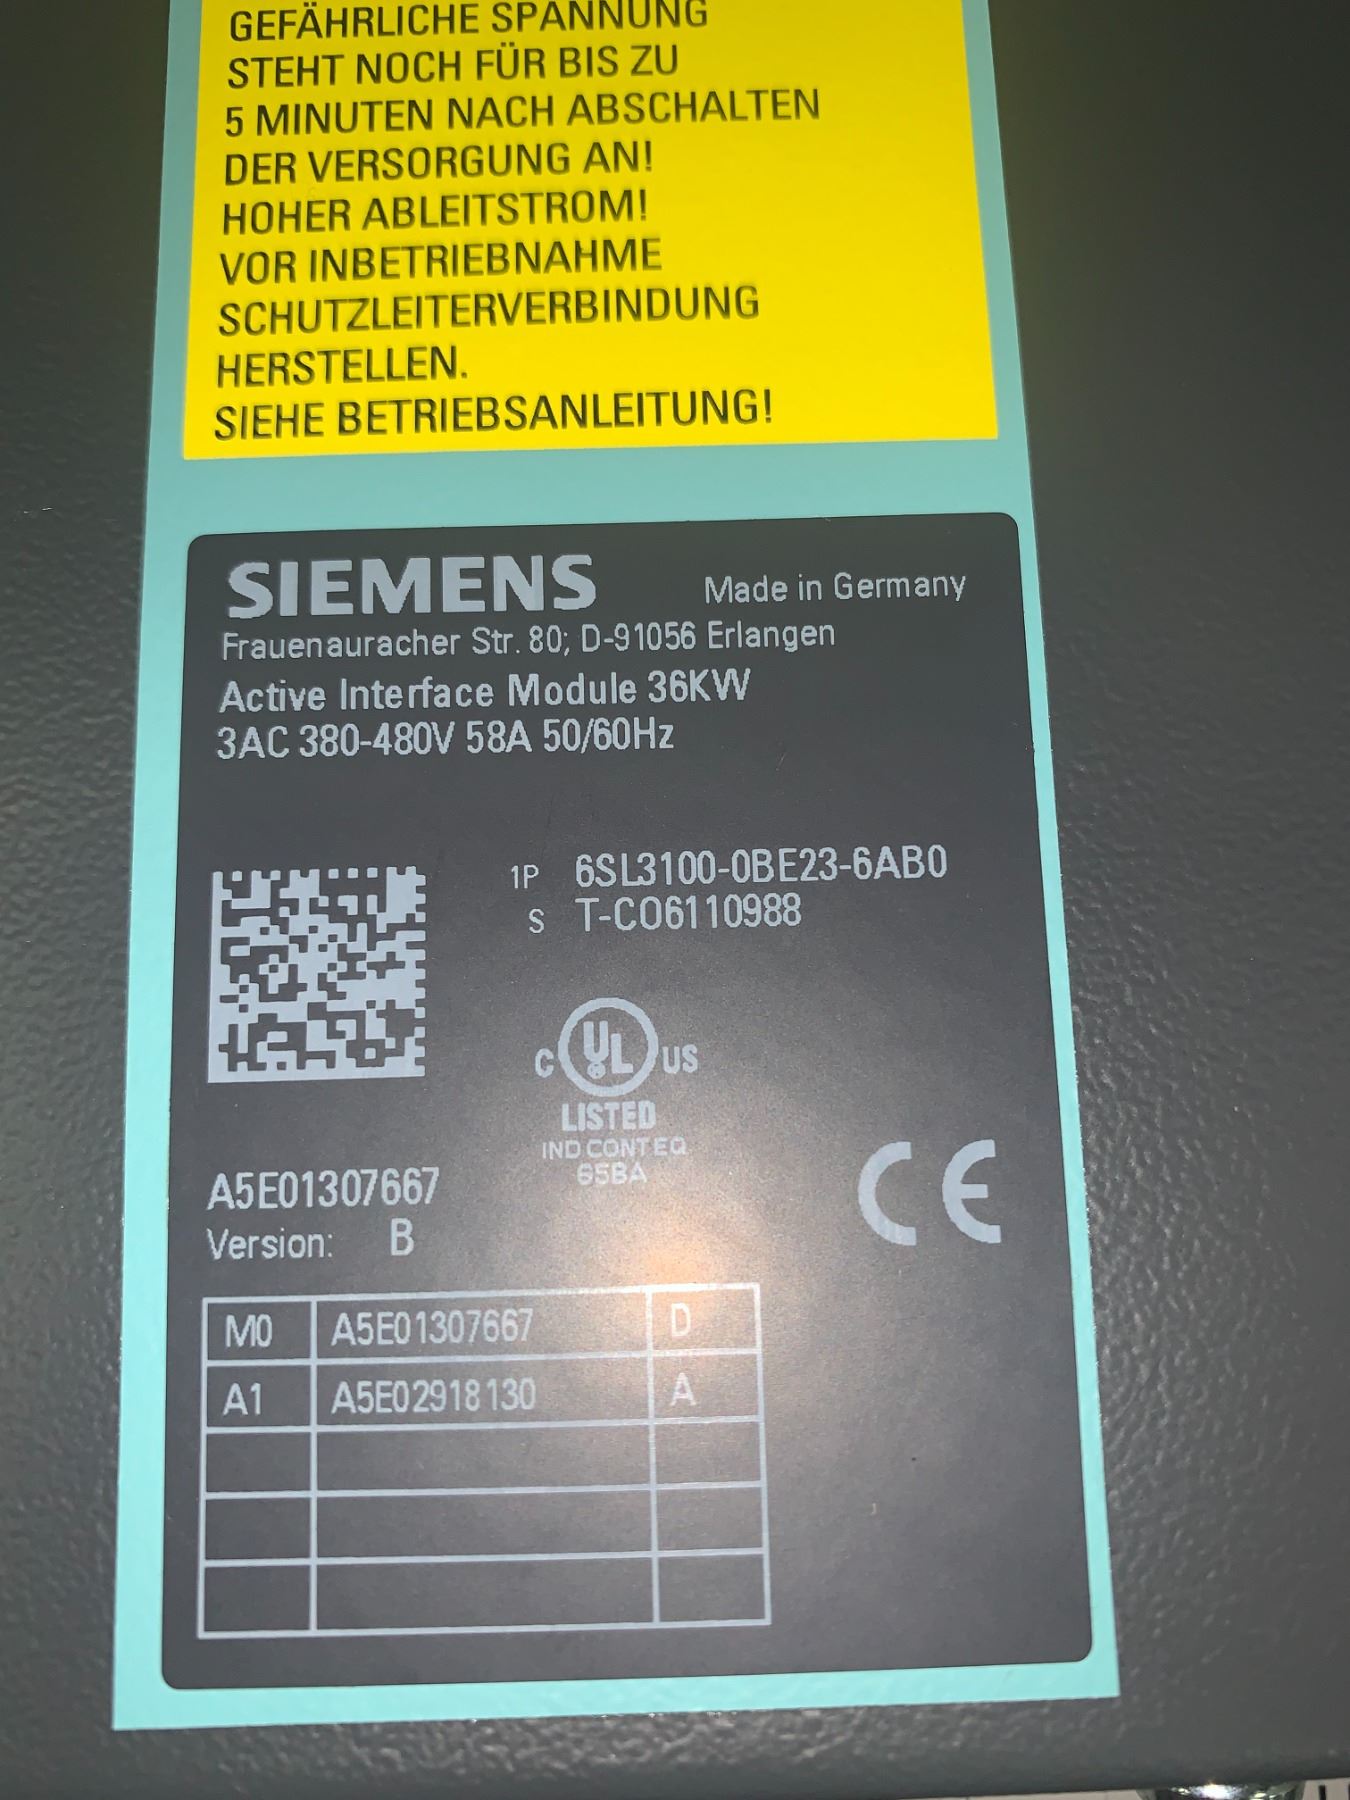 GEFÄHRLICHE SPANNUNG
STEHT NOCH FÜR BIS ZU
5 MINUTEN NACH ABSCHALTEN
DER VERSORGUNG AN!
HOHER ABLEITSTROM!
VOR INBETRIEBNAHME
SCHUTZLEITERVERBINDUNG
HERSTELLEN.
SIEHE BETRIEBSANLEITUNG!
SIEMENS Made in Germany
Frauenauracher Str. 80; D-91056 Erlangen
Active Interface Module 36KW
3AC 380-480V 58A 50/60Hz
1P 6SL3100-0BE23-6AB0
S T-CO6110988
C UL US
LISTED
IND CONT EQ
65BA
CE
A5E01307667
Version: B
M0 A5E01307667 D
A1 A5E02918130 A